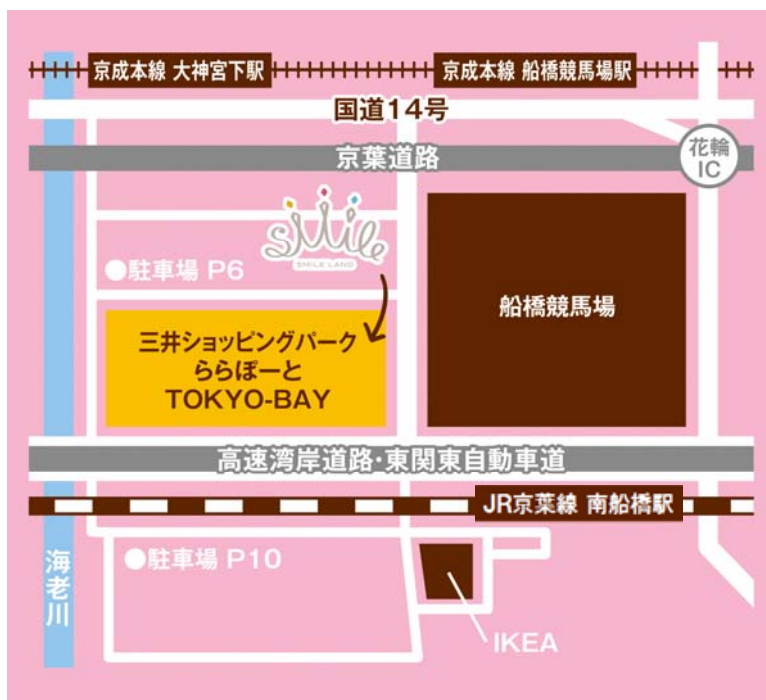 京成本線 大神宮下駅
京成本線 船橋競馬場駅
国道14号
京葉道路
花輪
IC
sMile
SMILE LAND
●駐車場 P6
船橋競馬場
三井ショッピングパーク
ららぽーと
TOKYO-BAY
高速湾岸道路・東関東自動車道
JR京葉線 南船橋駅
海老川
●駐車場 P10
IKEA